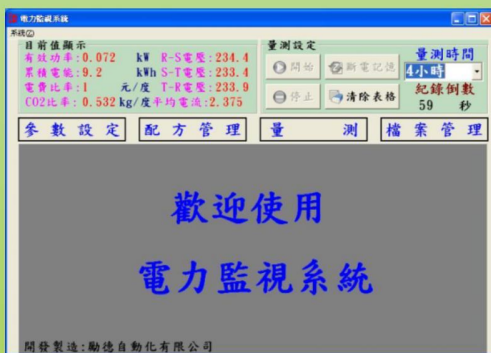 電力監視系統
系統(C)
目前值顯示
有效功率:0.072 kW R-S電壓:234.4
累積電能:9.2 kWh S-T電壓:233.4
電費比率:1 元/度 T-R電壓:233.9
CO2比率:0.532 kg/度 平均電流:2.375
量測設定
開始 斷電記憶
停止 清除表格
量測時間
4小時
紀錄倒數
59 秒
參數設定 配方管理 量測 檔案管理
歡迎使用
電力監視系統
開發製造:勵德自動化有限公司